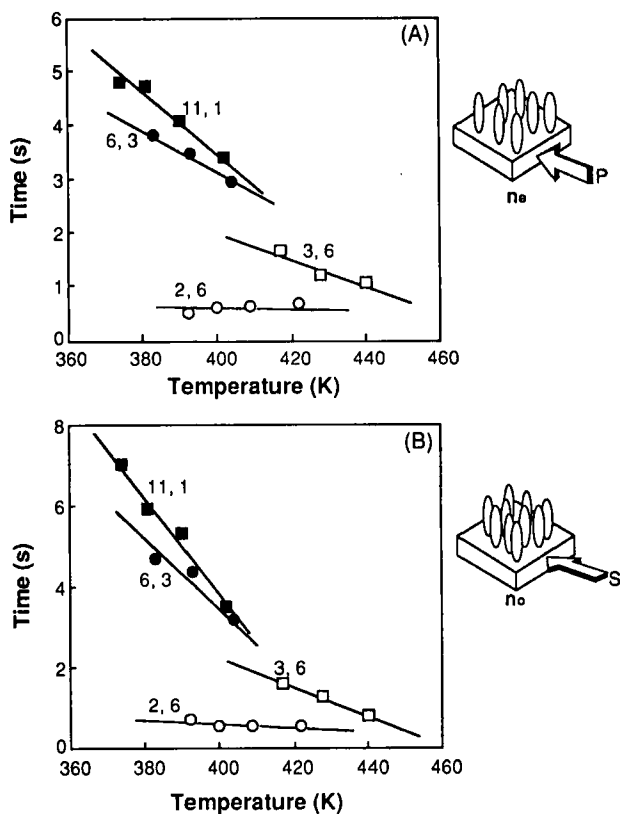 (A)
6
5
4
3
2
1
0
Time (s)
11, 1
6, 3
3, 6
2, 6
360 380 400 420 440 460
Temperature (K)
P
ne
(B)
8
6
4
2
0
Time (s)
11, 1
6, 3
3, 6
2, 6
360 380 400 420 440 460
Temperature (K)
S
no